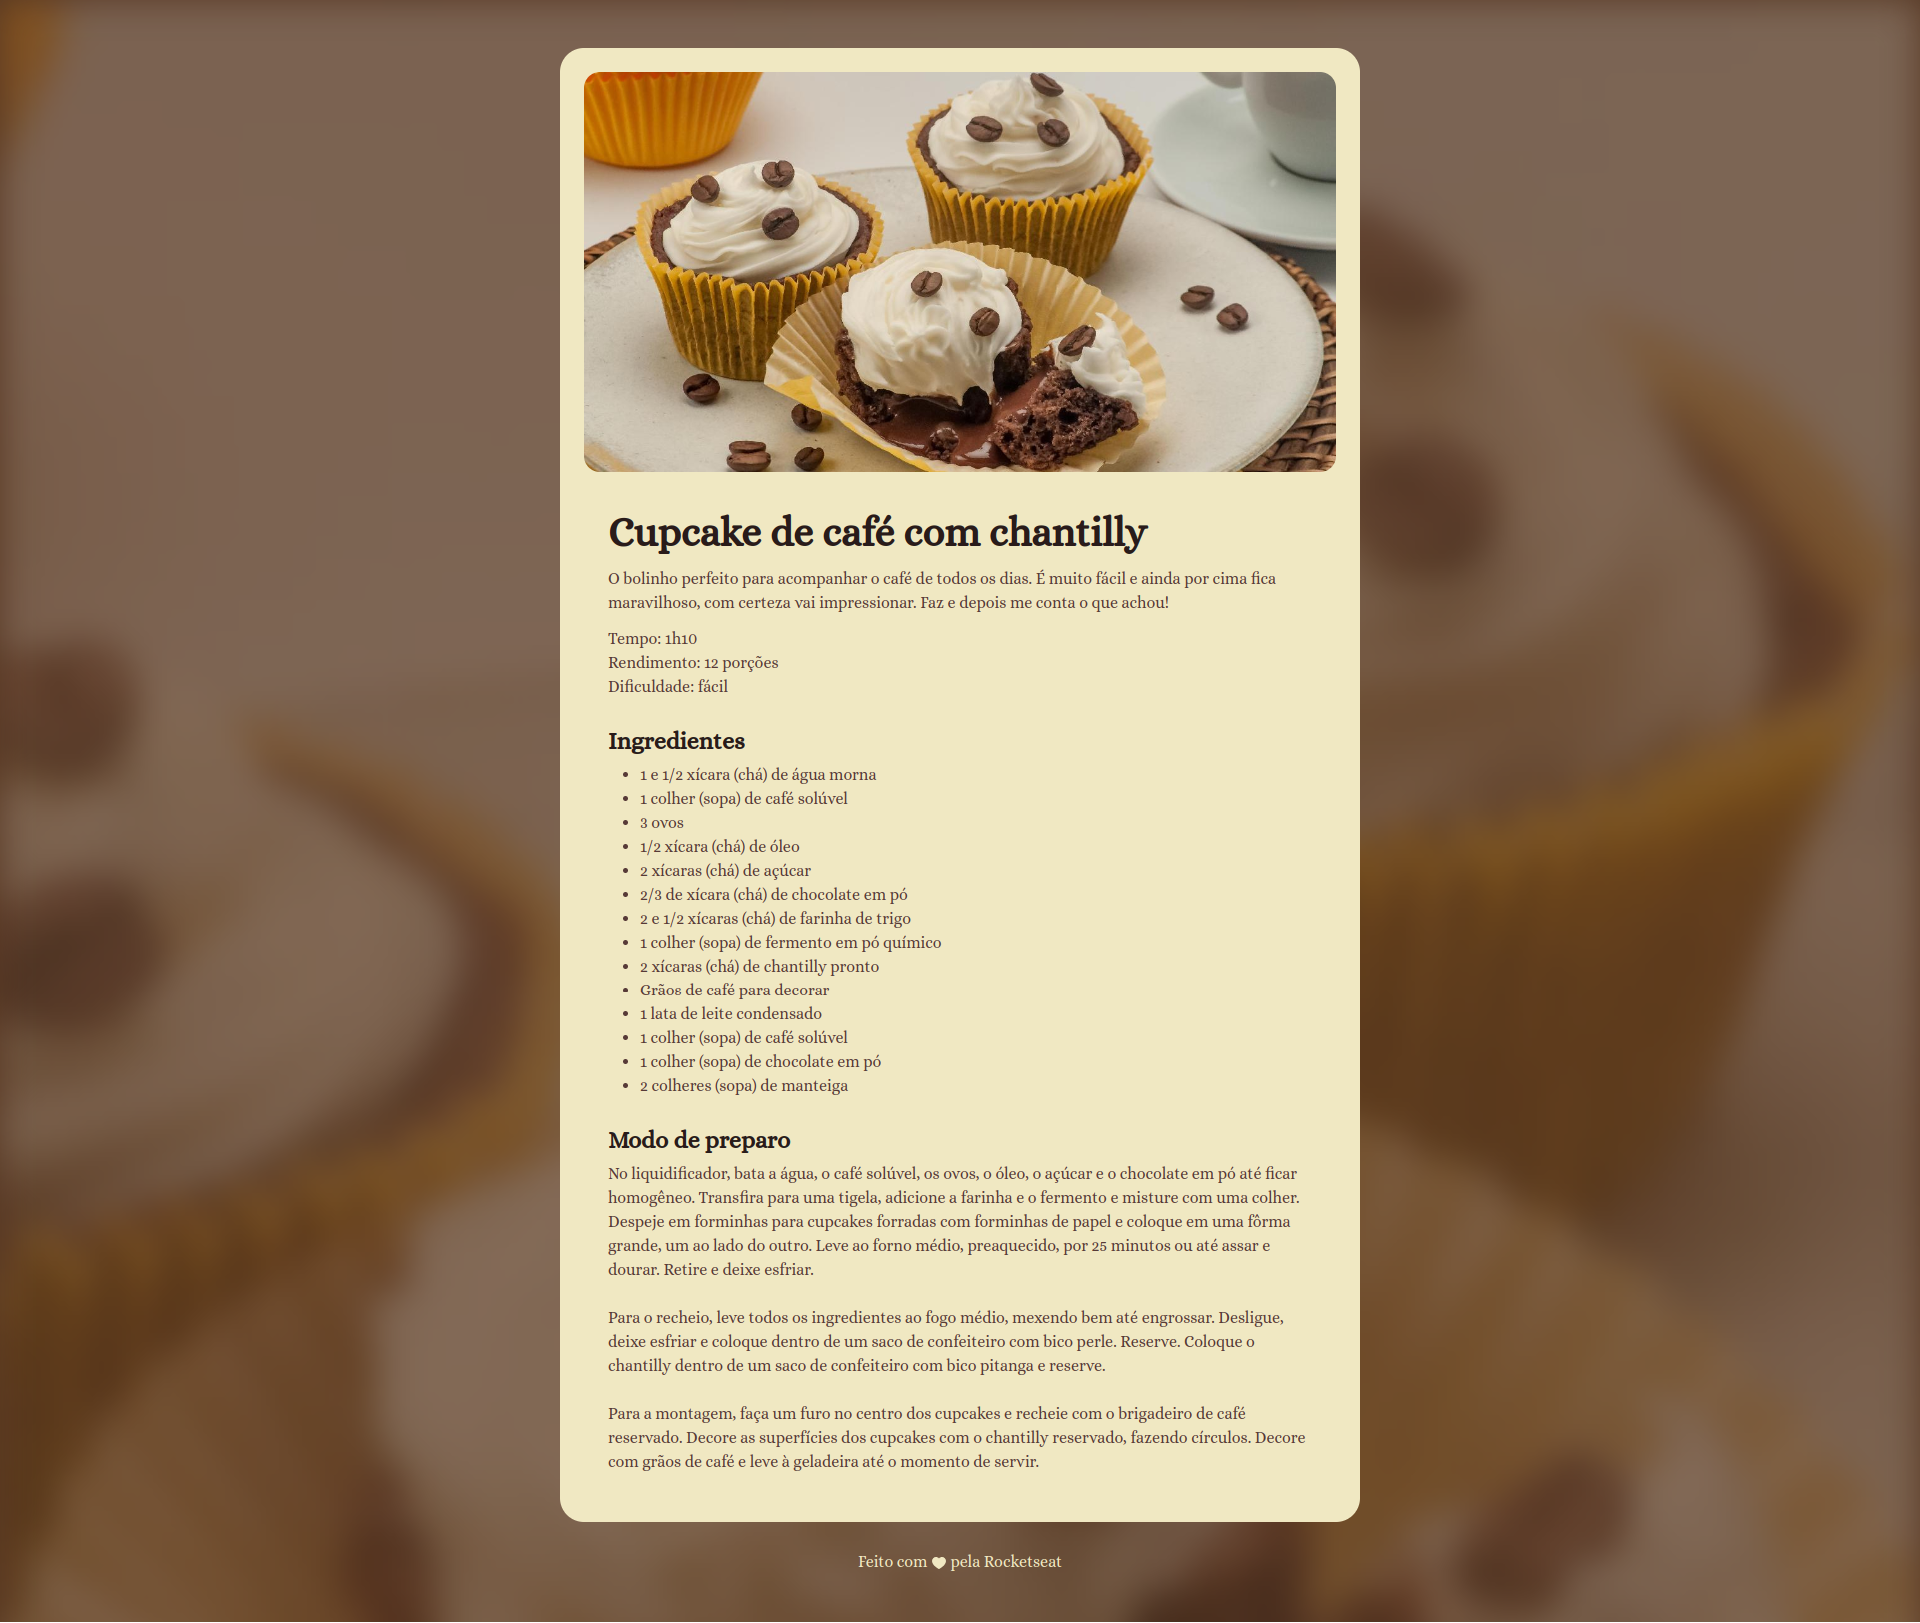 Cupcake de café com chantilly
O bolinho perfeito para acompanhar o café de todos os dias. É muito fácil e ainda por cima fica
maravilhoso, com certeza vai impressionar. Faz e depois me conta o que achou!
Tempo: 1h10
Rendimento: 12 porções
Dificuldade: fácil
Ingredientes
• 1 e 1/2 xícara (chá) de água morna
• 1 colher (sopa) de café solúvel
• 3 ovos
• 1/2 xícara (chá) de óleo
• 2 xícaras (chá) de açúcar
• 2/3 de xícara (chá) de chocolate em pó
• 2 e 1/2 xícaras (chá) de farinha de trigo
• 1 colher (sopa) de fermento em pó químico
• 2 xícaras (chá) de chantilly pronto
• Grãos de café para decorar
• 1 lata de leite condensado
• 1 colher (sopa) de café solúvel
• 1 colher (sopa) de chocolate em pó
• 2 colheres (sopa) de manteiga
Modo de preparo
No liquidificador, bata a água, o café solúvel, os ovos, o óleo, o açúcar e o chocolate em pó até ficar
homogêneo. Transfira para uma tigela, adicione a farinha e o fermento e misture com uma colher.
Despeje em forminhas para cupcakes forradas com forminhas de papel e coloque em uma fôrma
grande, um ao lado do outro. Leve ao forno médio, preaquecido, por 25 minutos ou até assar e
dourar. Retire e deixe esfriar.
Para o recheio, leve todos os ingredientes ao fogo médio, mexendo bem até engrossar. Desligue,
deixe esfriar e coloque dentro de um saco de confeiteiro com bico perle. Reserve. Coloque o
chantilly dentro de um saco de confeiteiro com bico pitanga e reserve.
Para a montagem, faça um furo no centro dos cupcakes e recheie com o brigadeiro de café
reservado. Decore as superfícies dos cupcakes com o chantilly reservado, fazendo círculos. Decore
com grãos de café e leve à geladeira até o momento de servir.
Feito com ♥ pela Rocketseat